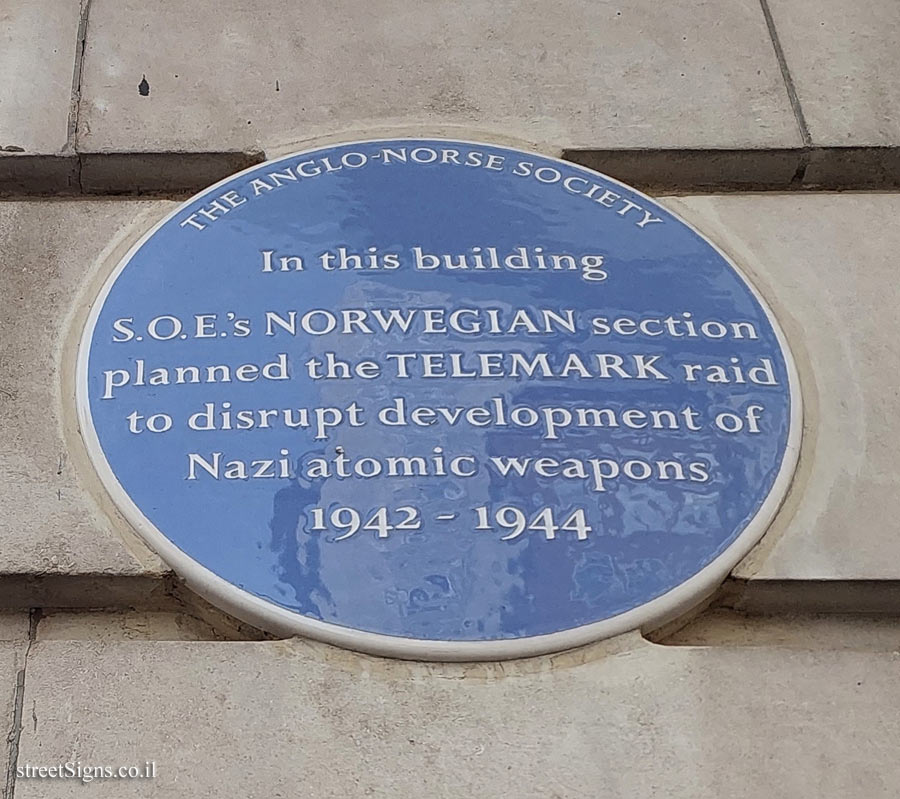 THE ANGLO-NORSE SOCIETY
In this building
S.O.E.'s NORWEGIAN section
planned the TELEMARK raid
to disrupt development of
Nazi atomic weapons
1942 - 1944
streetSigns.co.il